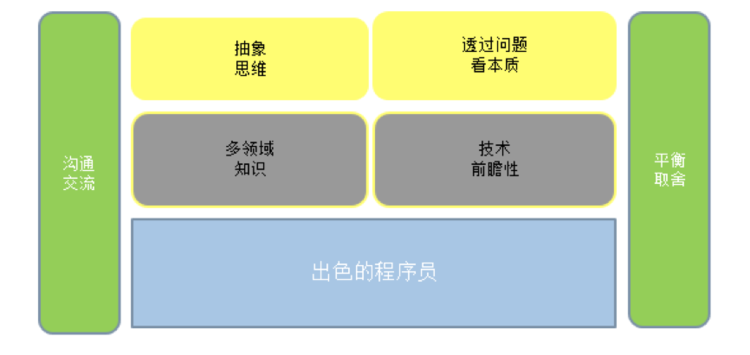 抽象
思维
透过问题
看本质
沟通
交流
多领域
知识
技术
前瞻性
平衡
取舍
出色的程序员